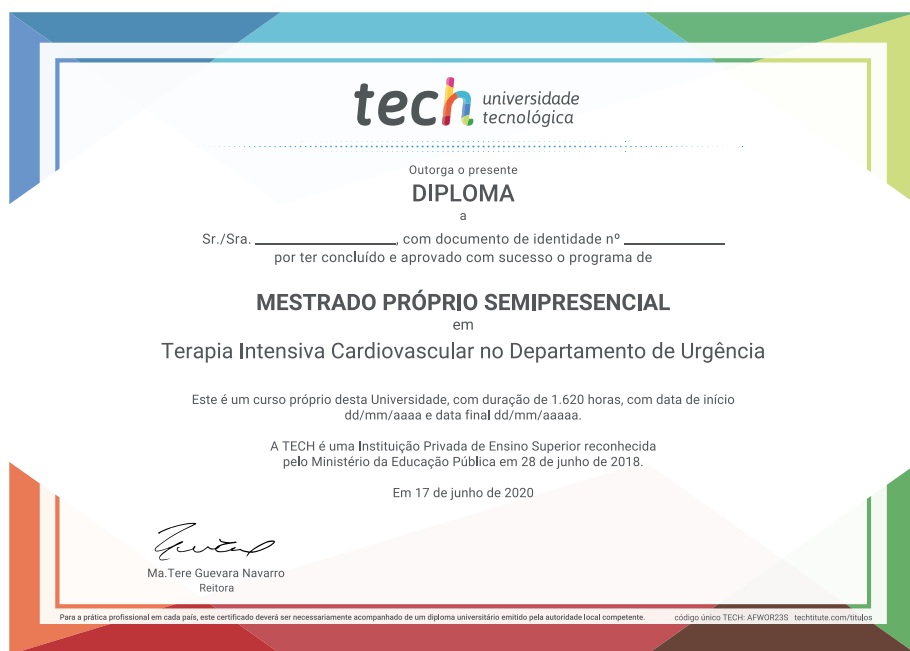 tech universidade
tecnológica
Outorga o presente
DIPLOMA
a
Sr./Sra. ________________, com documento de identidade nº ____________
por ter concluído e aprovado com sucesso o programa de
MESTRADO PRÓPRIO SEMIPRESENCIAL
em
Terapia Intensiva Cardiovascular no Departamento de Urgência
Este é um curso próprio desta Universidade, com duração de 1.620 horas, com data de início
dd/mm/aaaa e data final dd/mm/aaaaa.
A TECH é uma Instituição Privada de Ensino Superior reconhecida
pelo Ministério da Educação Pública em 28 de junho de 2018.
Em 17 de junho de 2020
Ma.Tere Guevara Navarro
Reitora
Para a prática profissional em cada país, este certificado deverá ser necessariamente acompanhado de um diploma universitário emitido pela autoridade local competente. código único TECH: AFWOR23S techtitute.com/titulos